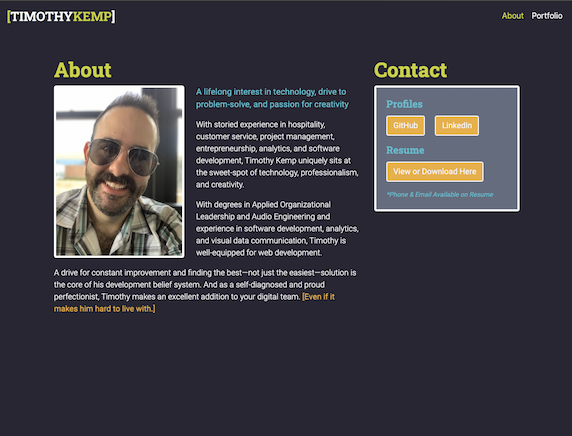 [TIMOTHYKEMP]
About Portfolio
About
A lifelong interest in technology, drive to
problem-solve, and passion for creativity
With storied experience in hospitality,
customer service, project management,
entrepreneurship, analytics, and software
development, Timothy Kemp uniquely sits at
the sweet-spot of technology, professionalism,
and creativity.
With degrees in Applied Organizational
Leadership and Audio Engineering and
experience in software development, analytics,
and visual data communication, Timothy is
well-equipped for web development.
A drive for constant improvement and finding the best—not just the easiest—solution is
the core of his development belief system. And as a self-diagnosed and proud
perfectionist, Timothy makes an excellent addition to your digital team. [Even if it
makes him hard to live with.]
Contact
Profiles
GitHub LinkedIn
Resume
View or Download Here
*Phone & Email Available on Resume